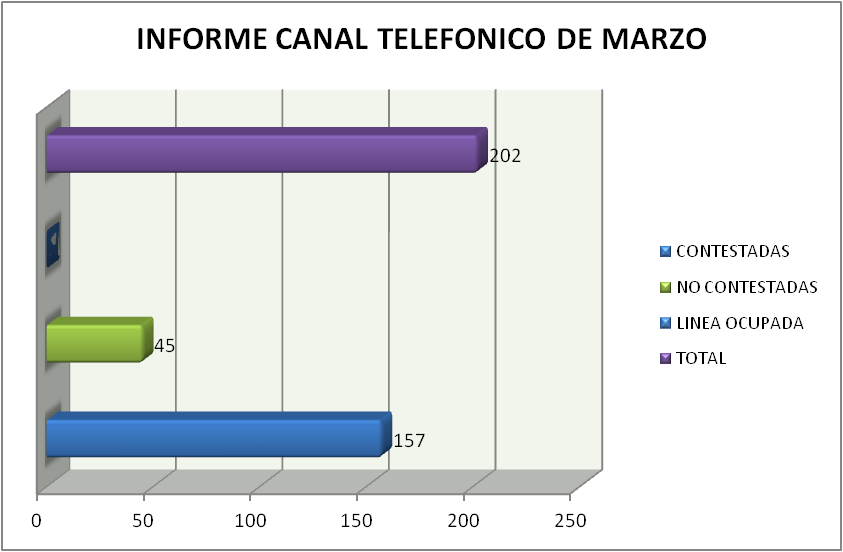 INFORME CANAL TELEFONICO DE MARZO
202
45
157
0 50 100 150 200 250
CONTESTADAS
NO CONTESTADAS
LINEA OCUPADA
TOTAL